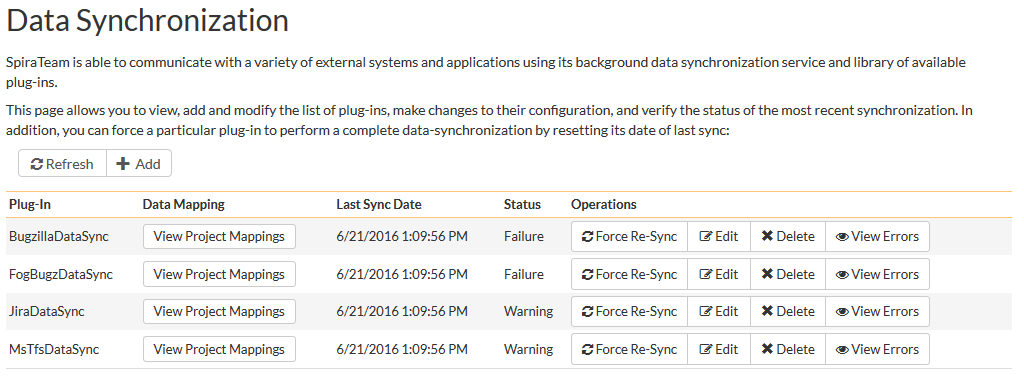 Data Synchronization
SpiraTeam is able to communicate with a variety of external systems and applications using its background data synchronization service and library of available
plug-ins.
This page allows you to view, add and modify the list of plug-ins, make changes to their configuration, and verify the status of the most recent synchronization. In
addition, you can force a particular plug-in to perform a complete data-synchronization by resetting its date of last sync:
Refresh Add
Plug-In Data Mapping Last Sync Date Status Operations
BugzillaDataSync View Project Mappings 6/21/2016 1:09:56 PM Failure Force Re-Sync Edit Delete View Errors
FogBugzDataSync View Project Mappings 6/21/2016 1:09:56 PM Failure Force Re-Sync Edit Delete View Errors
JiraDataSync View Project Mappings 6/21/2016 1:09:56 PM Warning Force Re-Sync Edit Delete View Errors
MsTfsDataSync View Project Mappings 6/21/2016 1:09:56 PM Warning Force Re-Sync Edit Delete View Errors